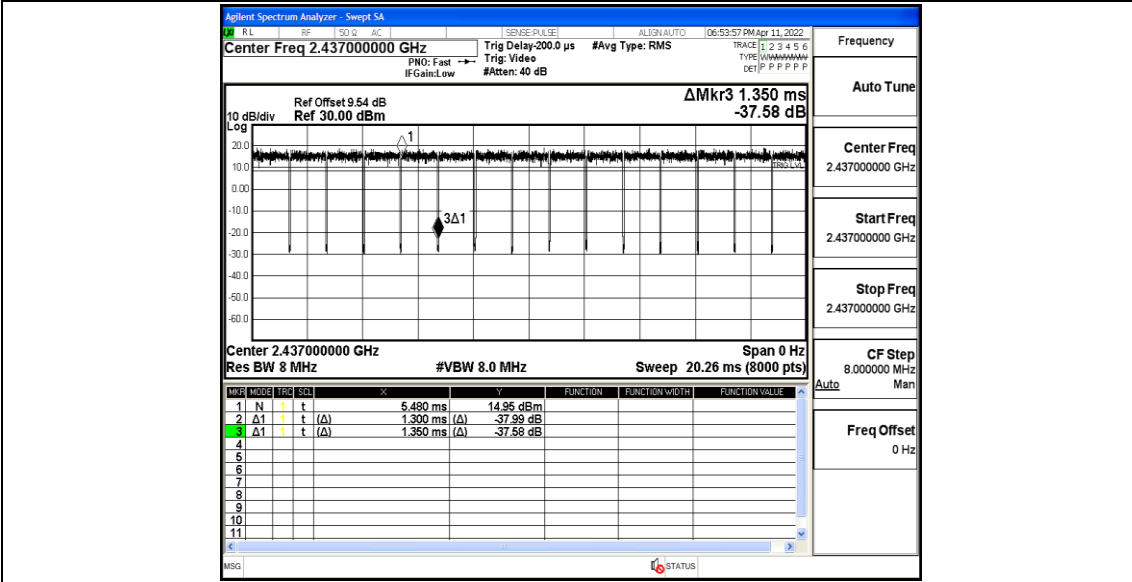 Agilent Spectrum Analyzer - Swept SA
RL RF 50 Ω AC SENSE:PULSE ALIGN AUTO 06:53:57 PM Apr 11, 2022
Center Freq 2.437000000 GHz Trig Delay-200.0 µs #Avg Type: RMS TRACE 1 2 3 4 5 6
PNO: Fast Trig: Video TYPE WWWWWW
IFGain:Low #Atten: 40 dB DET P P P P P P
ΔMkr3 1.350 ms
-37.58 dB
Ref Offset 9.54 dB
10 dB/div Ref 30.00 dBm
Log
20.0
10.0
0.00
-10.0
-20.0
-30.0
-40.0
-50.0
-60.0
1
TRIG LVL
3Δ1
Center 2.437000000 GHz Span 0 Hz
Res BW 8 MHz #VBW 8.0 MHz Sweep 20.26 ms (8000 pts)
MKR MODE TRC SCL X Y FUNCTION FUNCTION WIDTH FUNCTION VALUE
1 N 1 t 5.480 ms 14.95 dBm
2 Δ1 1 t (Δ) 1.300 ms (Δ) -37.99 dB
3 Δ1 1 t (Δ) 1.350 ms (Δ) -37.58 dB
4
5
6
7
8
9
10
11
MSG STATUS
Frequency
Auto Tune
Center Freq
2.437000000 GHz
Start Freq
2.437000000 GHz
Stop Freq
2.437000000 GHz
CF Step
8.000000 MHz
Auto Man
Freq Offset
0 Hz